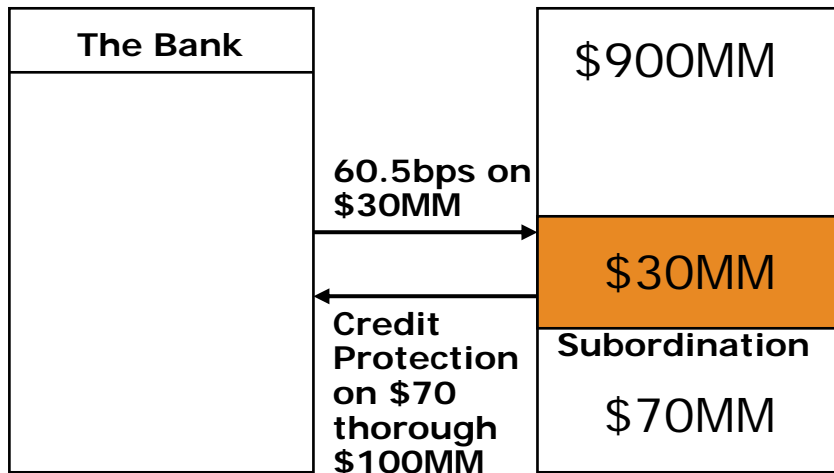 The Bank
60.5bps on
$30MM
Credit
Protection
on $70
thorough
$100MM
$900MM
$30MM
Subordination
$70MM